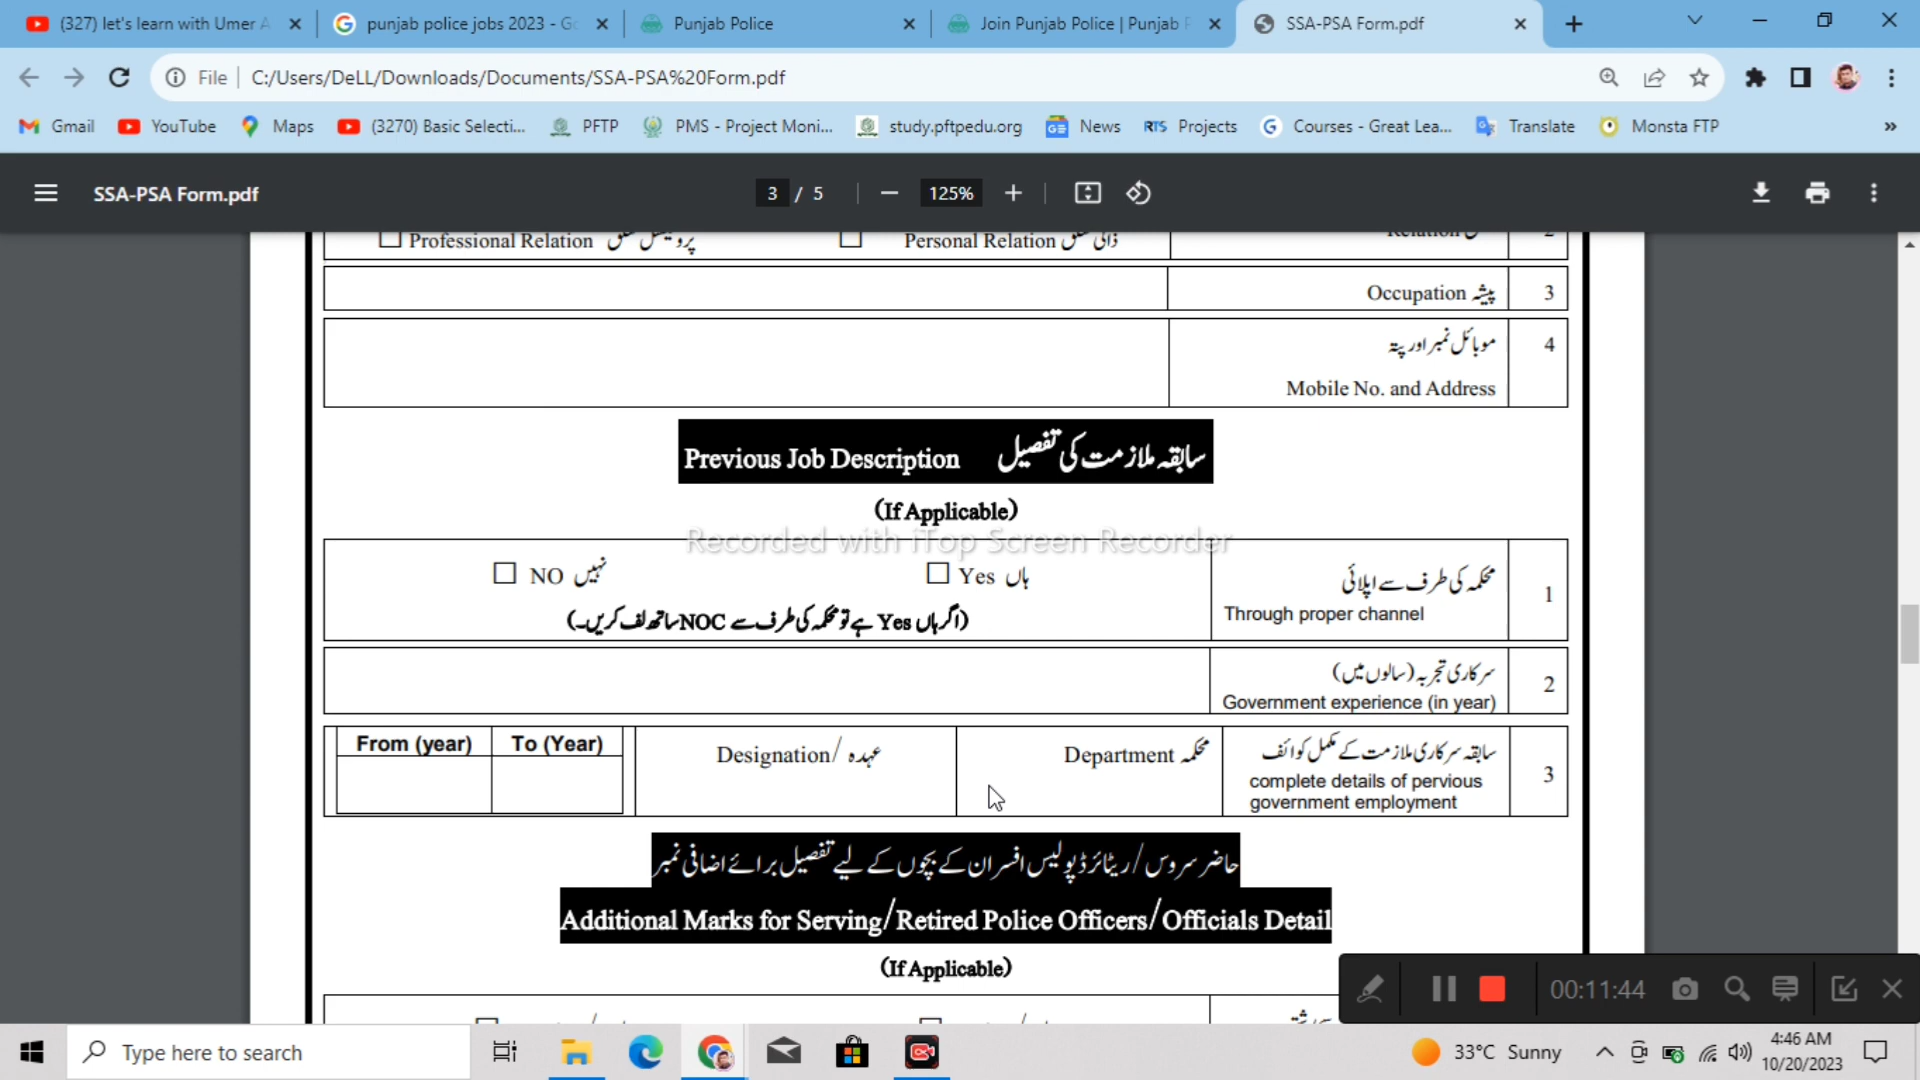 (327) let's learn with Umer A
punjab police jobs 2023 - Go
Punjab Police
Join Punjab Police | Punjab P
SSA-PSA Form.pdf
File
C:/Users/DeLL/Downloads/Documents/SSA-PSA%20Form.pdf
Gmail
YouTube
Maps
(3270) Basic Selecti...
PFTP
PMS - Project Moni...
study.pftpedu.org
News
RTS Projects
Courses - Great Lea...
Translate
Monsta FTP
»
SSA-PSA Form.pdf
3 / 5
125%
Professional Relation پروفیشنل تعلق
Personal Relation ذاتی تعلق
Relation تعلق
2
Occupation پیشہ
3
موبائل نمبر اور پتہ
4
Mobile No. and Address
Previous Job Description سابقہ ملازمت کی تفصیل
(If Applicable)
Recorded with iTop Screen Recorder
NO نہیں
Yes ہاں
محکمہ کی طرف سے اپلائی
1
Through proper channel
(اگر ہاں Yes ہے تو محکمہ کی طرف سے NOC ساتھ لف کریں۔)
سرکاری تجربہ (سالوں میں)
2
Government experience (in year)
From (year)
To (Year)
Designation/ عہدہ
Department محکمہ
سابقہ سرکاری ملازمت کے مکمل کوائف
complete details of pervious
government employment
3
حاضر سروس / ریٹائرڈ پولیس افسران کے بچوں کے لیے تفصیل برائے اضافی نمبر
Additional Marks for Serving/Retired Police Officers/Officials Detail
(If Applicable)
00:11:44
Type here to search
33°C Sunny
4:46 AM
10/20/2023